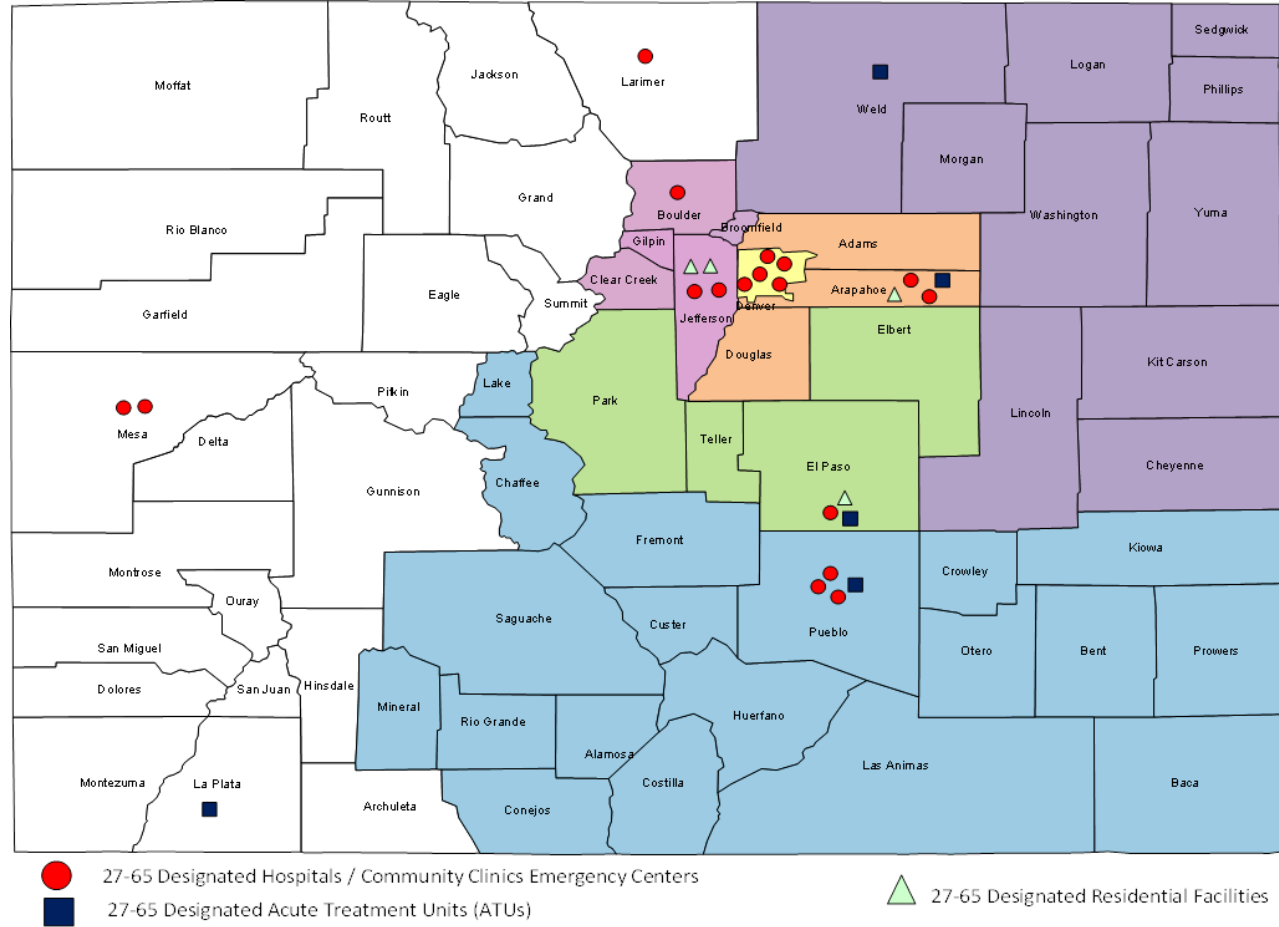 Sedgwick
Jackson
Logan
Larimer
Moffat
Phillips
Weld
Routt
Morgan
Grand
Yuma
Boulder
Washington
Broomfield
Rio Blanco
Gilpin
Adams
Clear Creek
Arapahoe
Eagle
Summit
Denver
Garfield
Jefferson
Elbert
Douglas
Kit Carson
Lake
Pitkin
Park
Lincoln
Mesa
Delta
Teller
El Paso
Cheyenne
Chaffee
Gunnison
Fremont
Kiowa
Montrose
Crowley
Ouray
Saguache
Custer
Pueblo
San Miguel
Otero
Bent
Prowers
Dolores
San Juan
Hinsdale
Mineral
Rio Grande
Huerfano
Alamosa
Las Animas
Montezuma
La Plata
Costilla
Baca
Archuleta
Conejos
27-65 Designated Hospitals / Community Clinics Emergency Centers
27-65 Designated Residential Facilities
27-65 Designated Acute Treatment Units (ATUs)